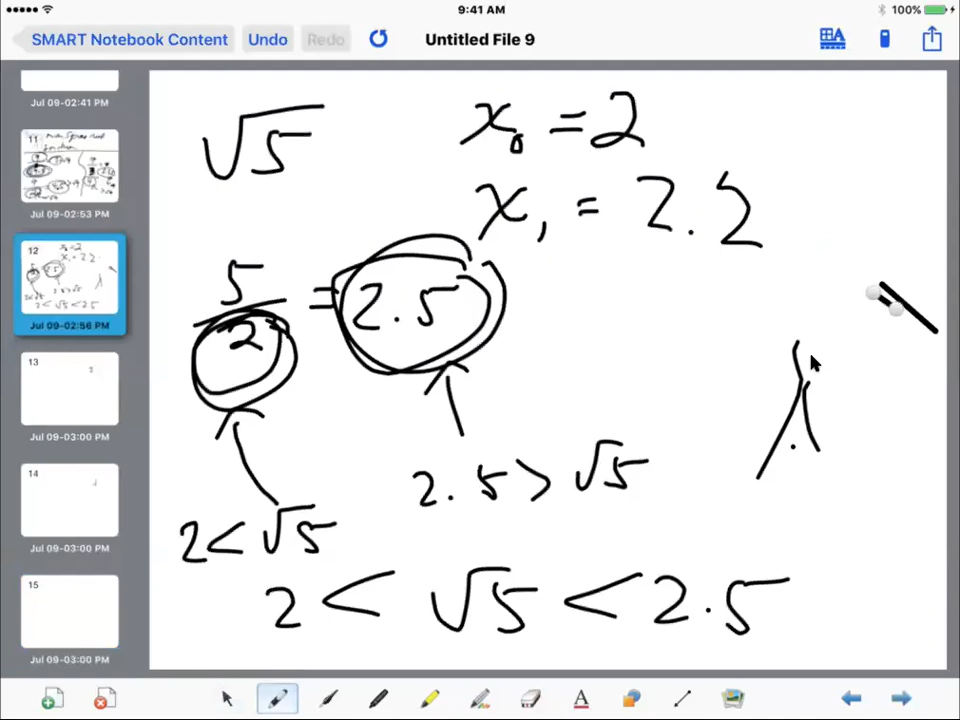 9:41 AM
100%
SMART Notebook Content
Undo
Redo
Untitled File 9
Jul 09-02:41 PM
11
Jul 09-02:53 PM
12
Jul 09-02:56 PM
13
Jul 09-03:00 PM
14
Jul 09-03:00 PM
15
Jul 09-03:00 PM
√5
x₀ = 2
x₁ = 2.2
5/2 = 2.5
2.5 > √5
2 < √5
2 < √5 < 2.5
λ
A